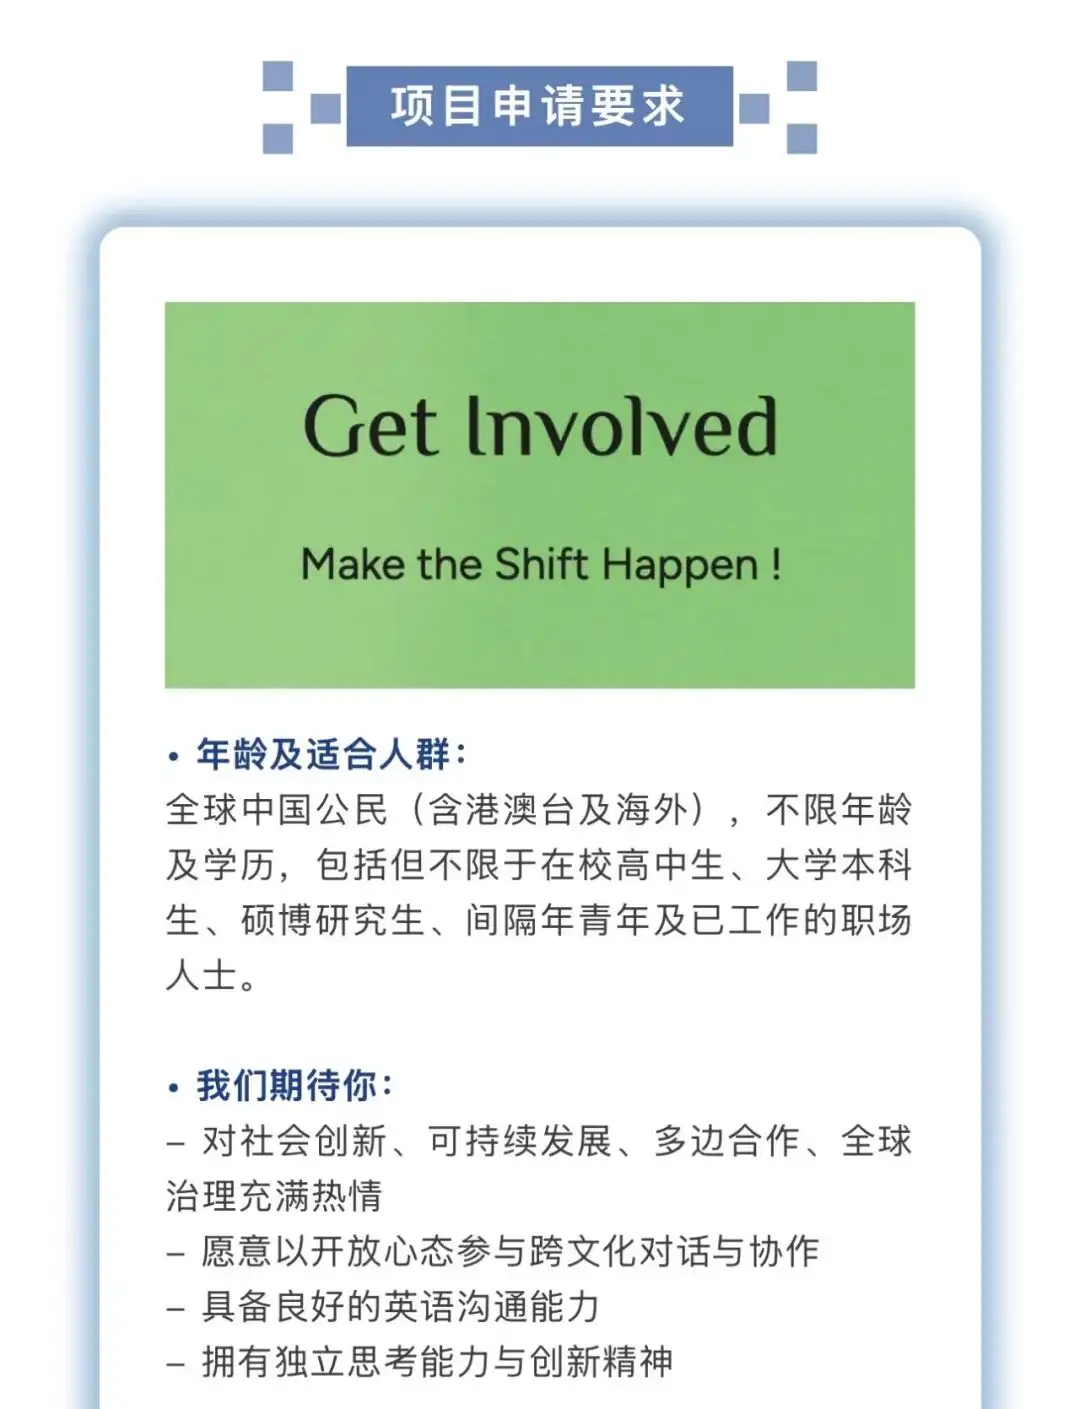 项目申请要求
Get Involved
Make the Shift Happen !
• 年龄及适合人群：
全球中国公民（含港澳台及海外），不限年龄
及学历，包括但不限于在校高中生、大学本科
生、硕博研究生、间隔年青年及已工作的职场
人士。
• 我们期待你：
– 对社会创新、可持续发展、多边合作、全球
治理充满热情
– 愿意以开放心态参与跨文化对话与协作
– 具备良好的英语沟通能力
– 拥有独立思考能力与创新精神